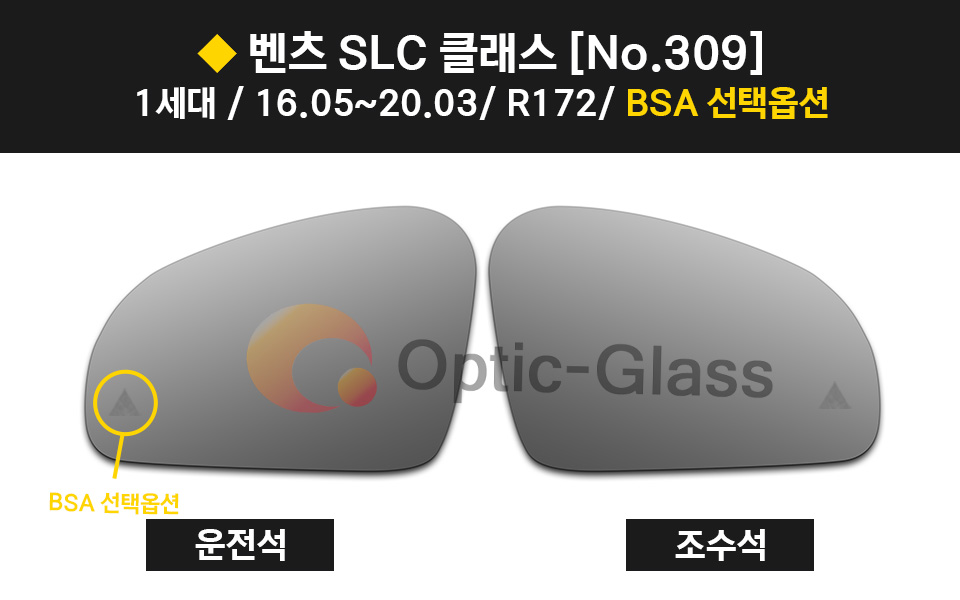 ◆ 벤츠 SLC 클래스 [No.309]
1세대 / 16.05~20.03/ R172/ BSA 선택옵션
Optic-Glass
BSA 선택옵션
운전석
조수석